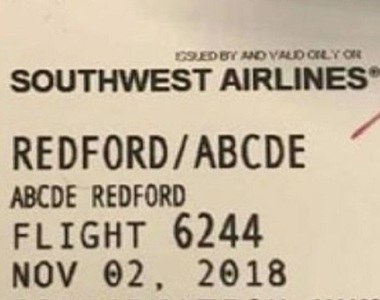 ISSUED BY AND VALID ONLY ON
SOUTHWEST AIRLINES®
REDFORD/ABCDE
ABCDE REDFORD
FLIGHT 6244
NOV 02, 2018